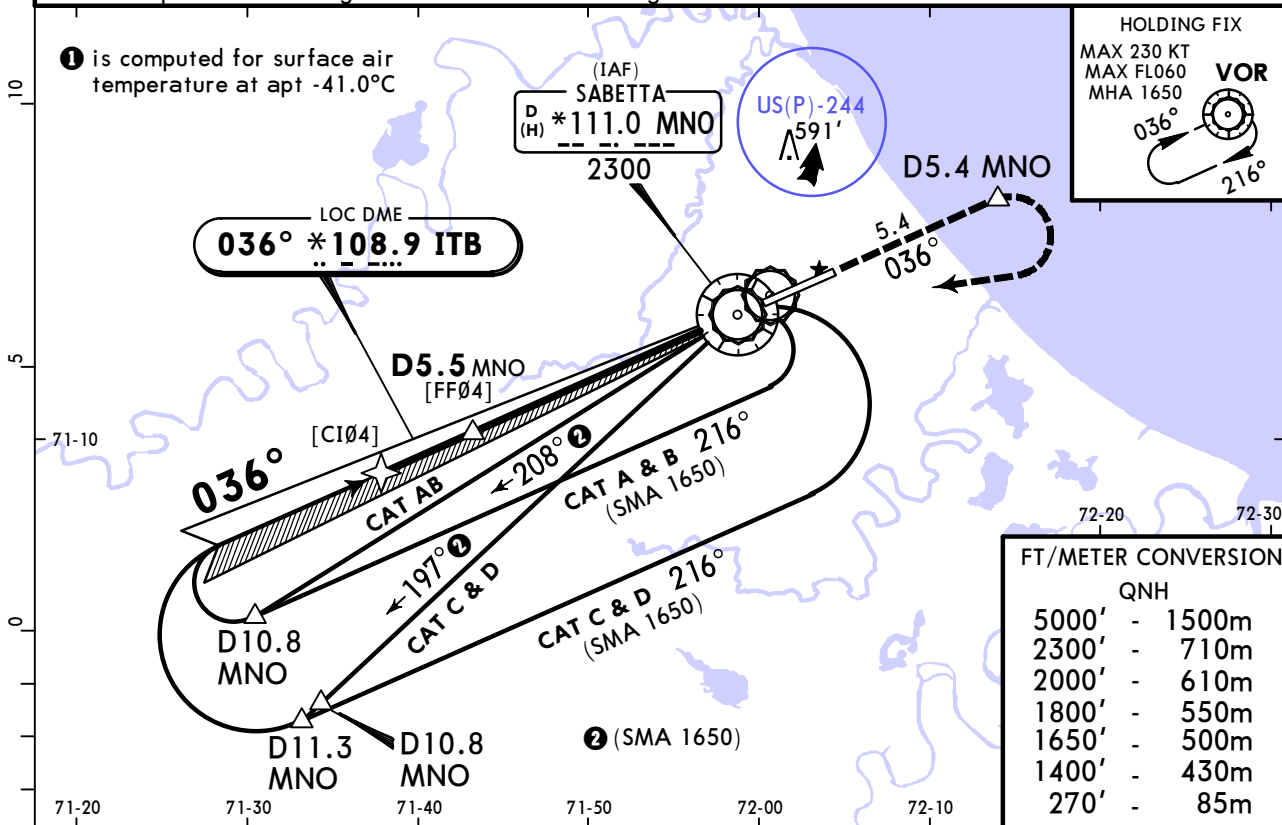 ❶ is computed for surface air
temperature at apt -41.0°C
(IAF)
SABETTA
D
(H) *111.0 MNO
2300
US(P)-244
591'
HOLDING FIX
MAX 230 KT
MAX FL060
MHA 1650
VOR
036°
216°
D5.4 MNO
5.4
036°
LOC DME
036° *108.9 ITB
D5.5 MNO
[FFØ4]
[CIØ4]
036°
CAT AB
208° ❷
CAT A & B 216°
(SMA 1650)
197° ❷
CAT C & D
CAT C & D 216°
(SMA 1650)
D10.8
MNO
D11.3
MNO
D10.8
MNO
❷ (SMA 1650)
10
5
0
71-10
72-20
72-30
71-20
71-30
71-40
71-50
72-00
72-10
FT/METER CONVERSION
QNH
5000' - 1500m
2300' - 710m
2000' - 610m
1800' - 550m
1650' - 500m
1400' - 430m
270' - 85m